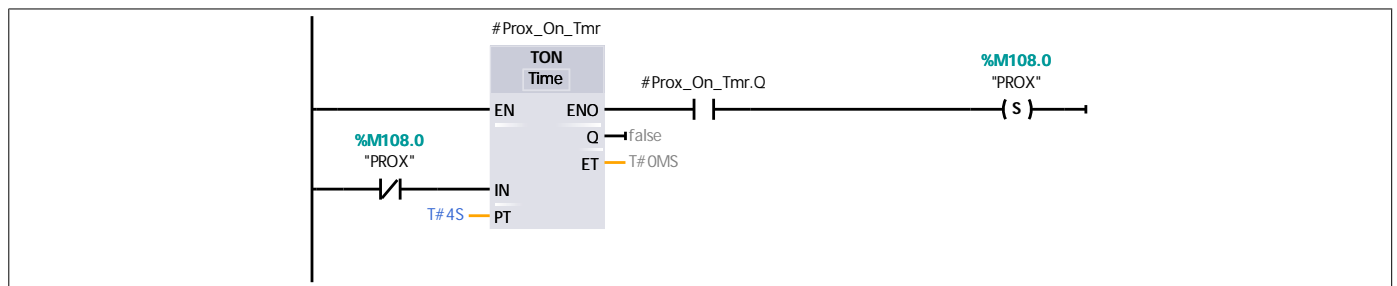 #Prox_On_Tmr
TON
Time
%M108.0
"PROX"
#Prox_On_Tmr.Q
EN
ENO
( S )
Q
false
%M108.0
"PROX"
ET
T#0MS
IN
T#4S
PT